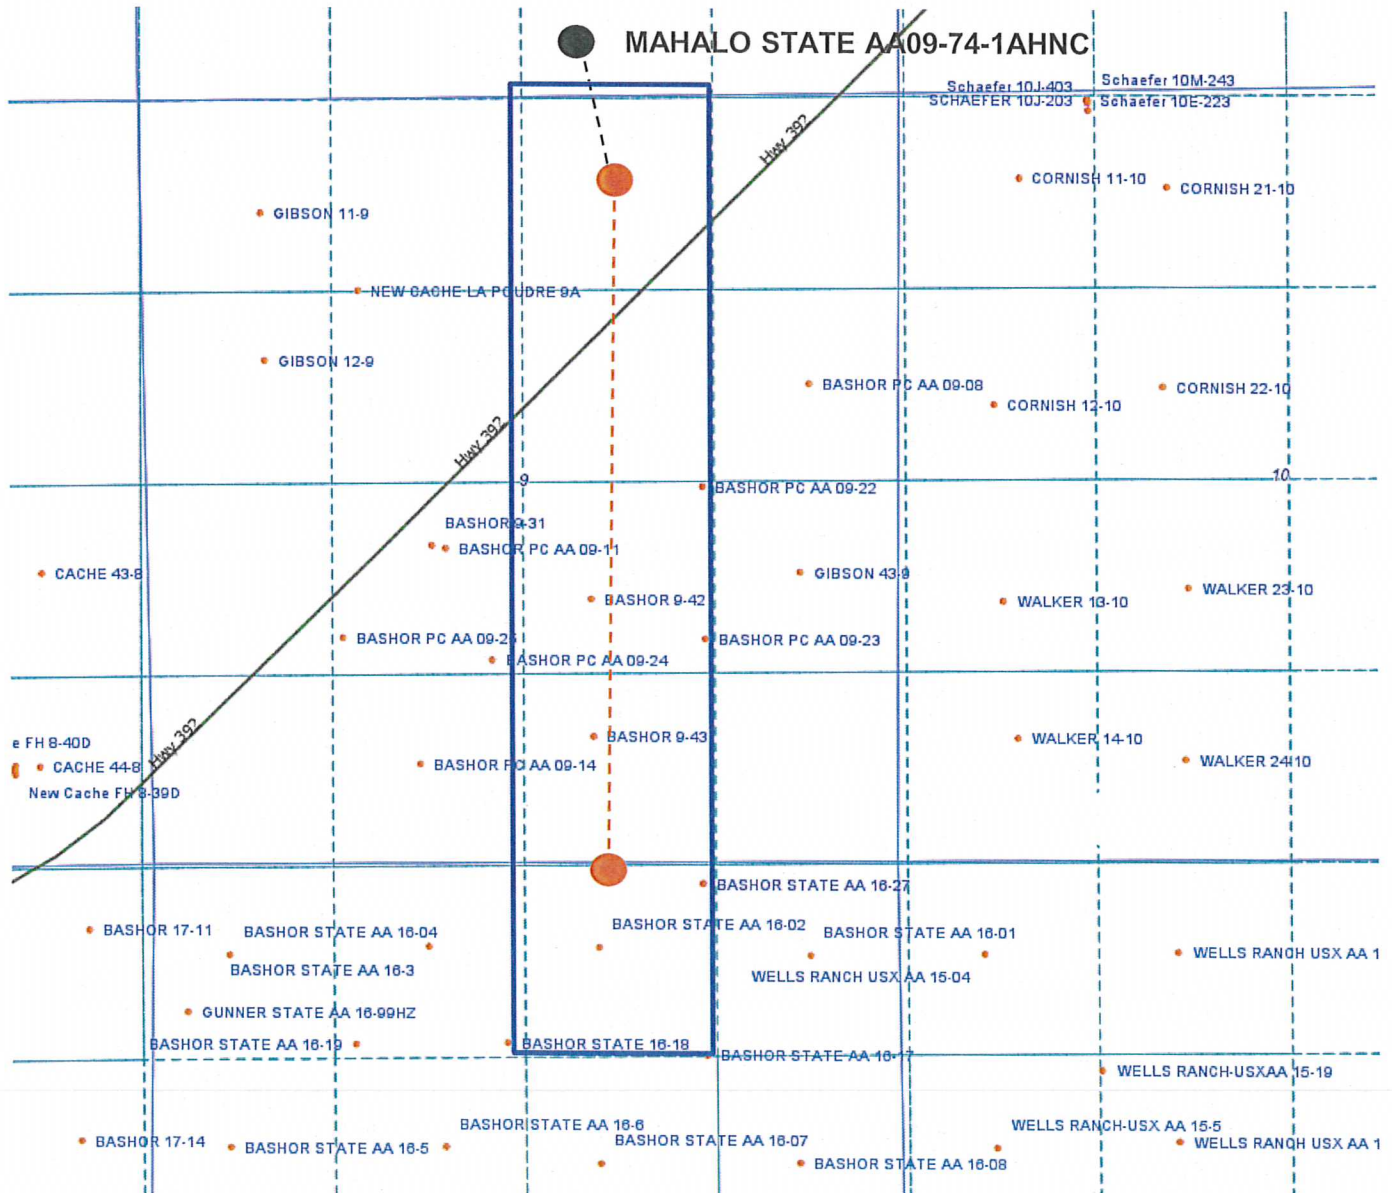 MAHALO STATE AA09-74-1AHNC
Schaefer 10J-403
Schaefer 10M-243
SCHAEFER 10J-203
Schaefer 10E-223
Hwy 392
CORNISH 11-10
CORNISH 21-10
GIBSON 11-9
NEW CACHE LA POUDRE 9A
GIBSON 12-9
BASHOR PC AA 09-08
CORNISH 22-10
CORNISH 12-10
Hwy 392
9
10
BASHOR PC AA 09-22
BASHOR 9-31
BASHOR PC AA 09-11
CACHE 43-8
GIBSON 43-9
WALKER 23-10
BASHOR 9-42
WALKER 13-10
BASHOR PC AA 09-25
BASHOR PC AA 09-23
BASHOR PC AA 09-24
Hwy 392
e FH 8-40D
BASHOR 9-43
WALKER 14-10
CACHE 44-8
BASHOR PC AA 09-14
WALKER 24-10
New Cache FH 8-39D
BASHOR STATE AA 16-27
BASHOR 17-11
BASHOR STATE AA 16-04
BASHOR STATE AA 16-02
BASHOR STATE AA 16-01
WELLS RANCH USX AA 1
BASHOR STATE AA 16-3
WELLS RANCH USX AA 15-04
GUNNER STATE AA 16-99HZ
BASHOR STATE AA 16-19
BASHOR STATE 16-18
BASHOR STATE AA 16-17
WELLS RANCH-USXAA 15-19
BASHOR STATE AA 16-6
WELLS RANCH-USX AA 15-5
BASHOR 17-14
BASHOR STATE AA 16-5
BASHOR STATE AA 16-07
WELLS RANCH USX AA 1
BASHOR STATE AA 16-08